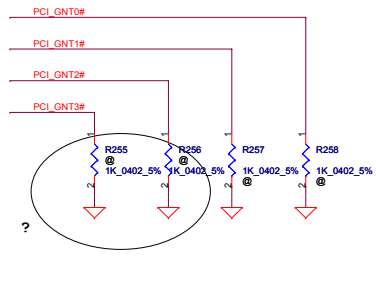 PCI_GNT0#
PCI_GNT1#
PCI_GNT2#
PCI_GNT3#
1 1 1 1
R255 R256 R257 R258
@ @
1K_0402_5% 1K_0402_5% 1K_0402_5% 1K_0402_5%
2 2 2 2
@ @
?